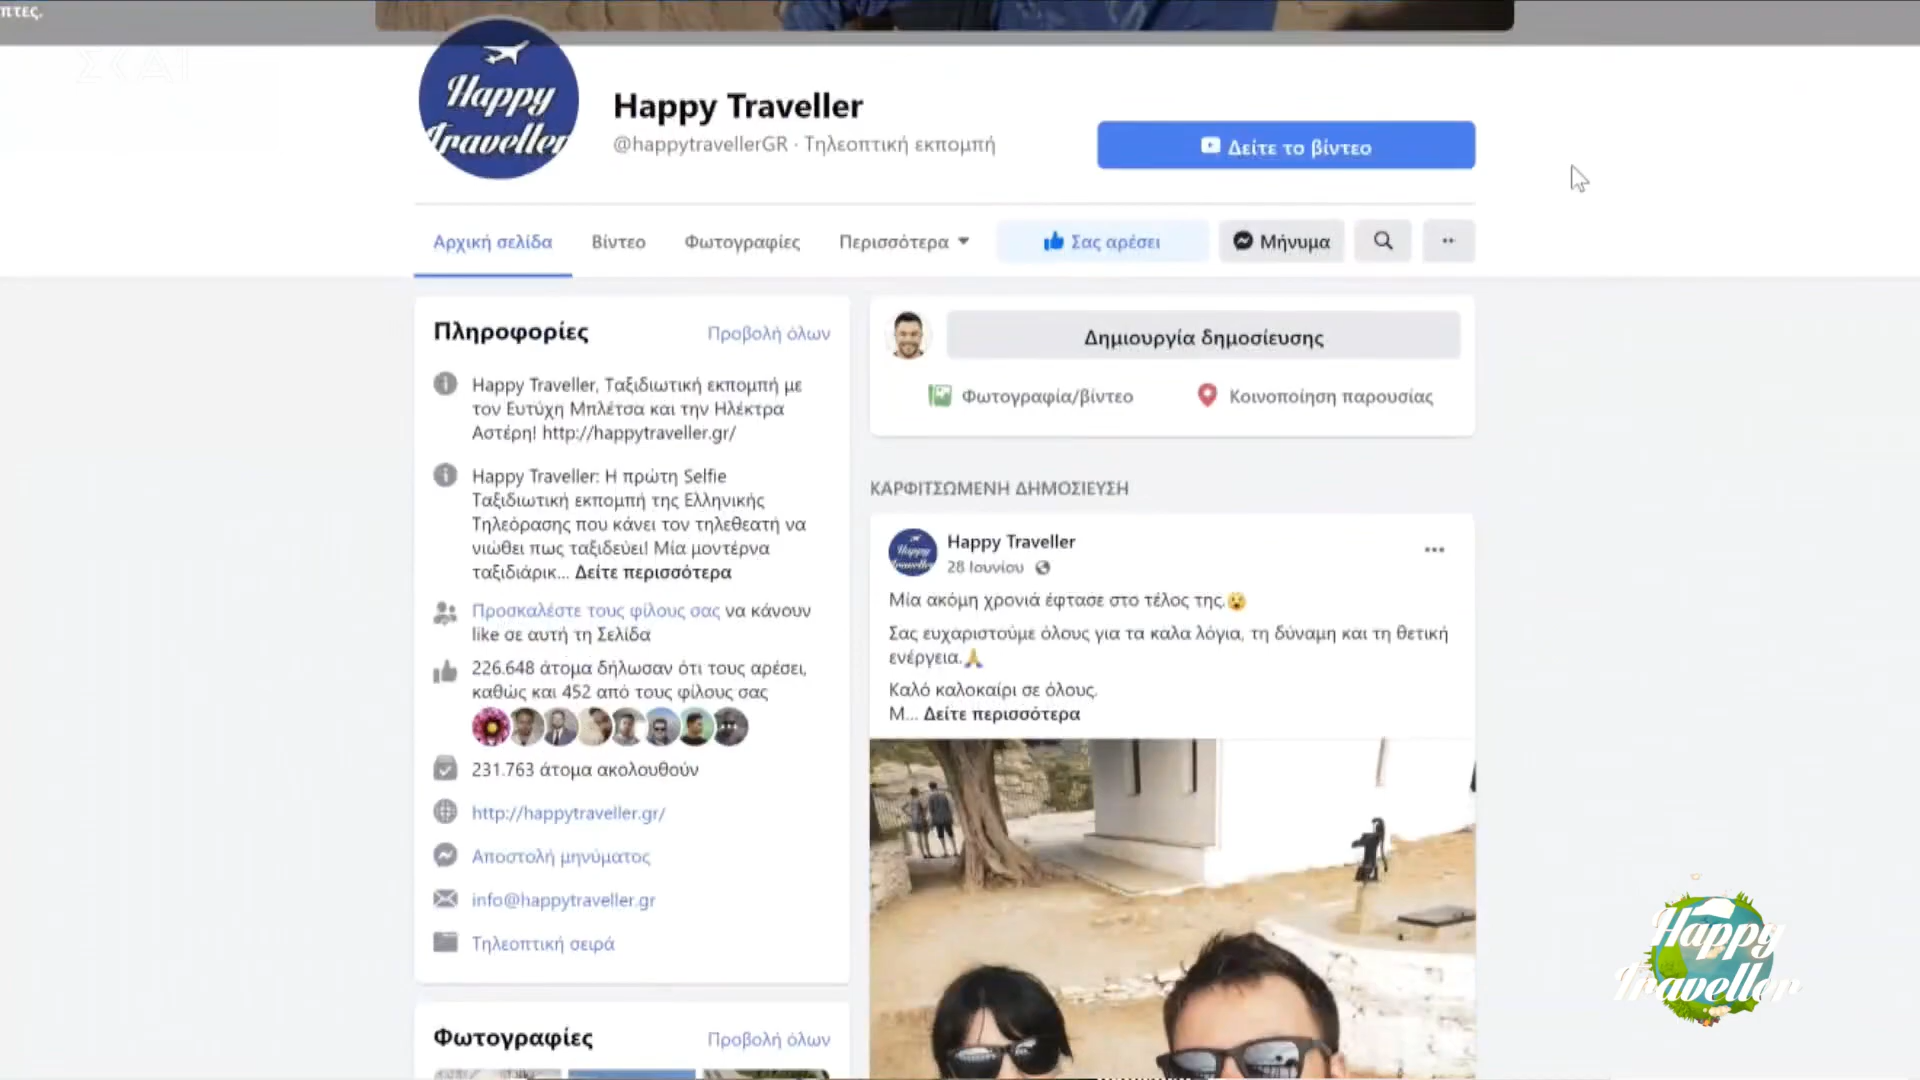 πτες.
ΣΚΑΪ
Happy
Traveller
Happy Traveller
@happytravellerGR · Τηλεοπτική εκπομπή
Δείτε το βίντεο
Αρχική σελίδα
Βίντεο
Φωτογραφίες
Περισσότερα
Σας αρέσει
Μήνυμα
Πληροφορίες
Προβολή όλων
Happy Traveller, Ταξιδιωτική εκπομπή με
τον Ευτύχη Μπλέτσα και την Ηλέκτρα
Αστέρη! http://happytraveller.gr/
Happy Traveller: Η πρώτη Selfie
Ταξιδιωτική εκπομπή της Ελληνικής
Τηλεόρασης που κάνει τον τηλεθεατή να
νιώθει πως ταξιδεύει! Μία μοντέρνα
ταξιδιάρικ... Δείτε περισσότερα
Προσκαλέστε τους φίλους σας να κάνουν
like σε αυτή τη Σελίδα
226.648 άτομα δήλωσαν ότι τους αρέσει,
καθώς και 452 από τους φίλους σας
231.763 άτομα ακολουθούν
http://happytraveller.gr/
Αποστολή μηνύματος
info@happytraveller.gr
Τηλεοπτική σειρά
Φωτογραφίες
Προβολή όλων
Δημιουργία δημοσίευσης
Φωτογραφία/βίντεο
Κοινοποίηση παρουσίας
ΚΑΡΦΙΤΣΩΜΕΝΗ ΔΗΜΟΣΙΕΥΣΗ
Happy
Traveller
Happy Traveller
28 Ιουνίου
Μία ακόμη χρονιά έφτασε στο τέλος της.😮
Σας ευχαριστούμε όλους για τα καλα λόγια, τη δύναμη και τη θετική
ενέργεια.🙏
Καλό καλοκαίρι σε όλους.
Μ... Δείτε περισσότερα
Happy
Traveller